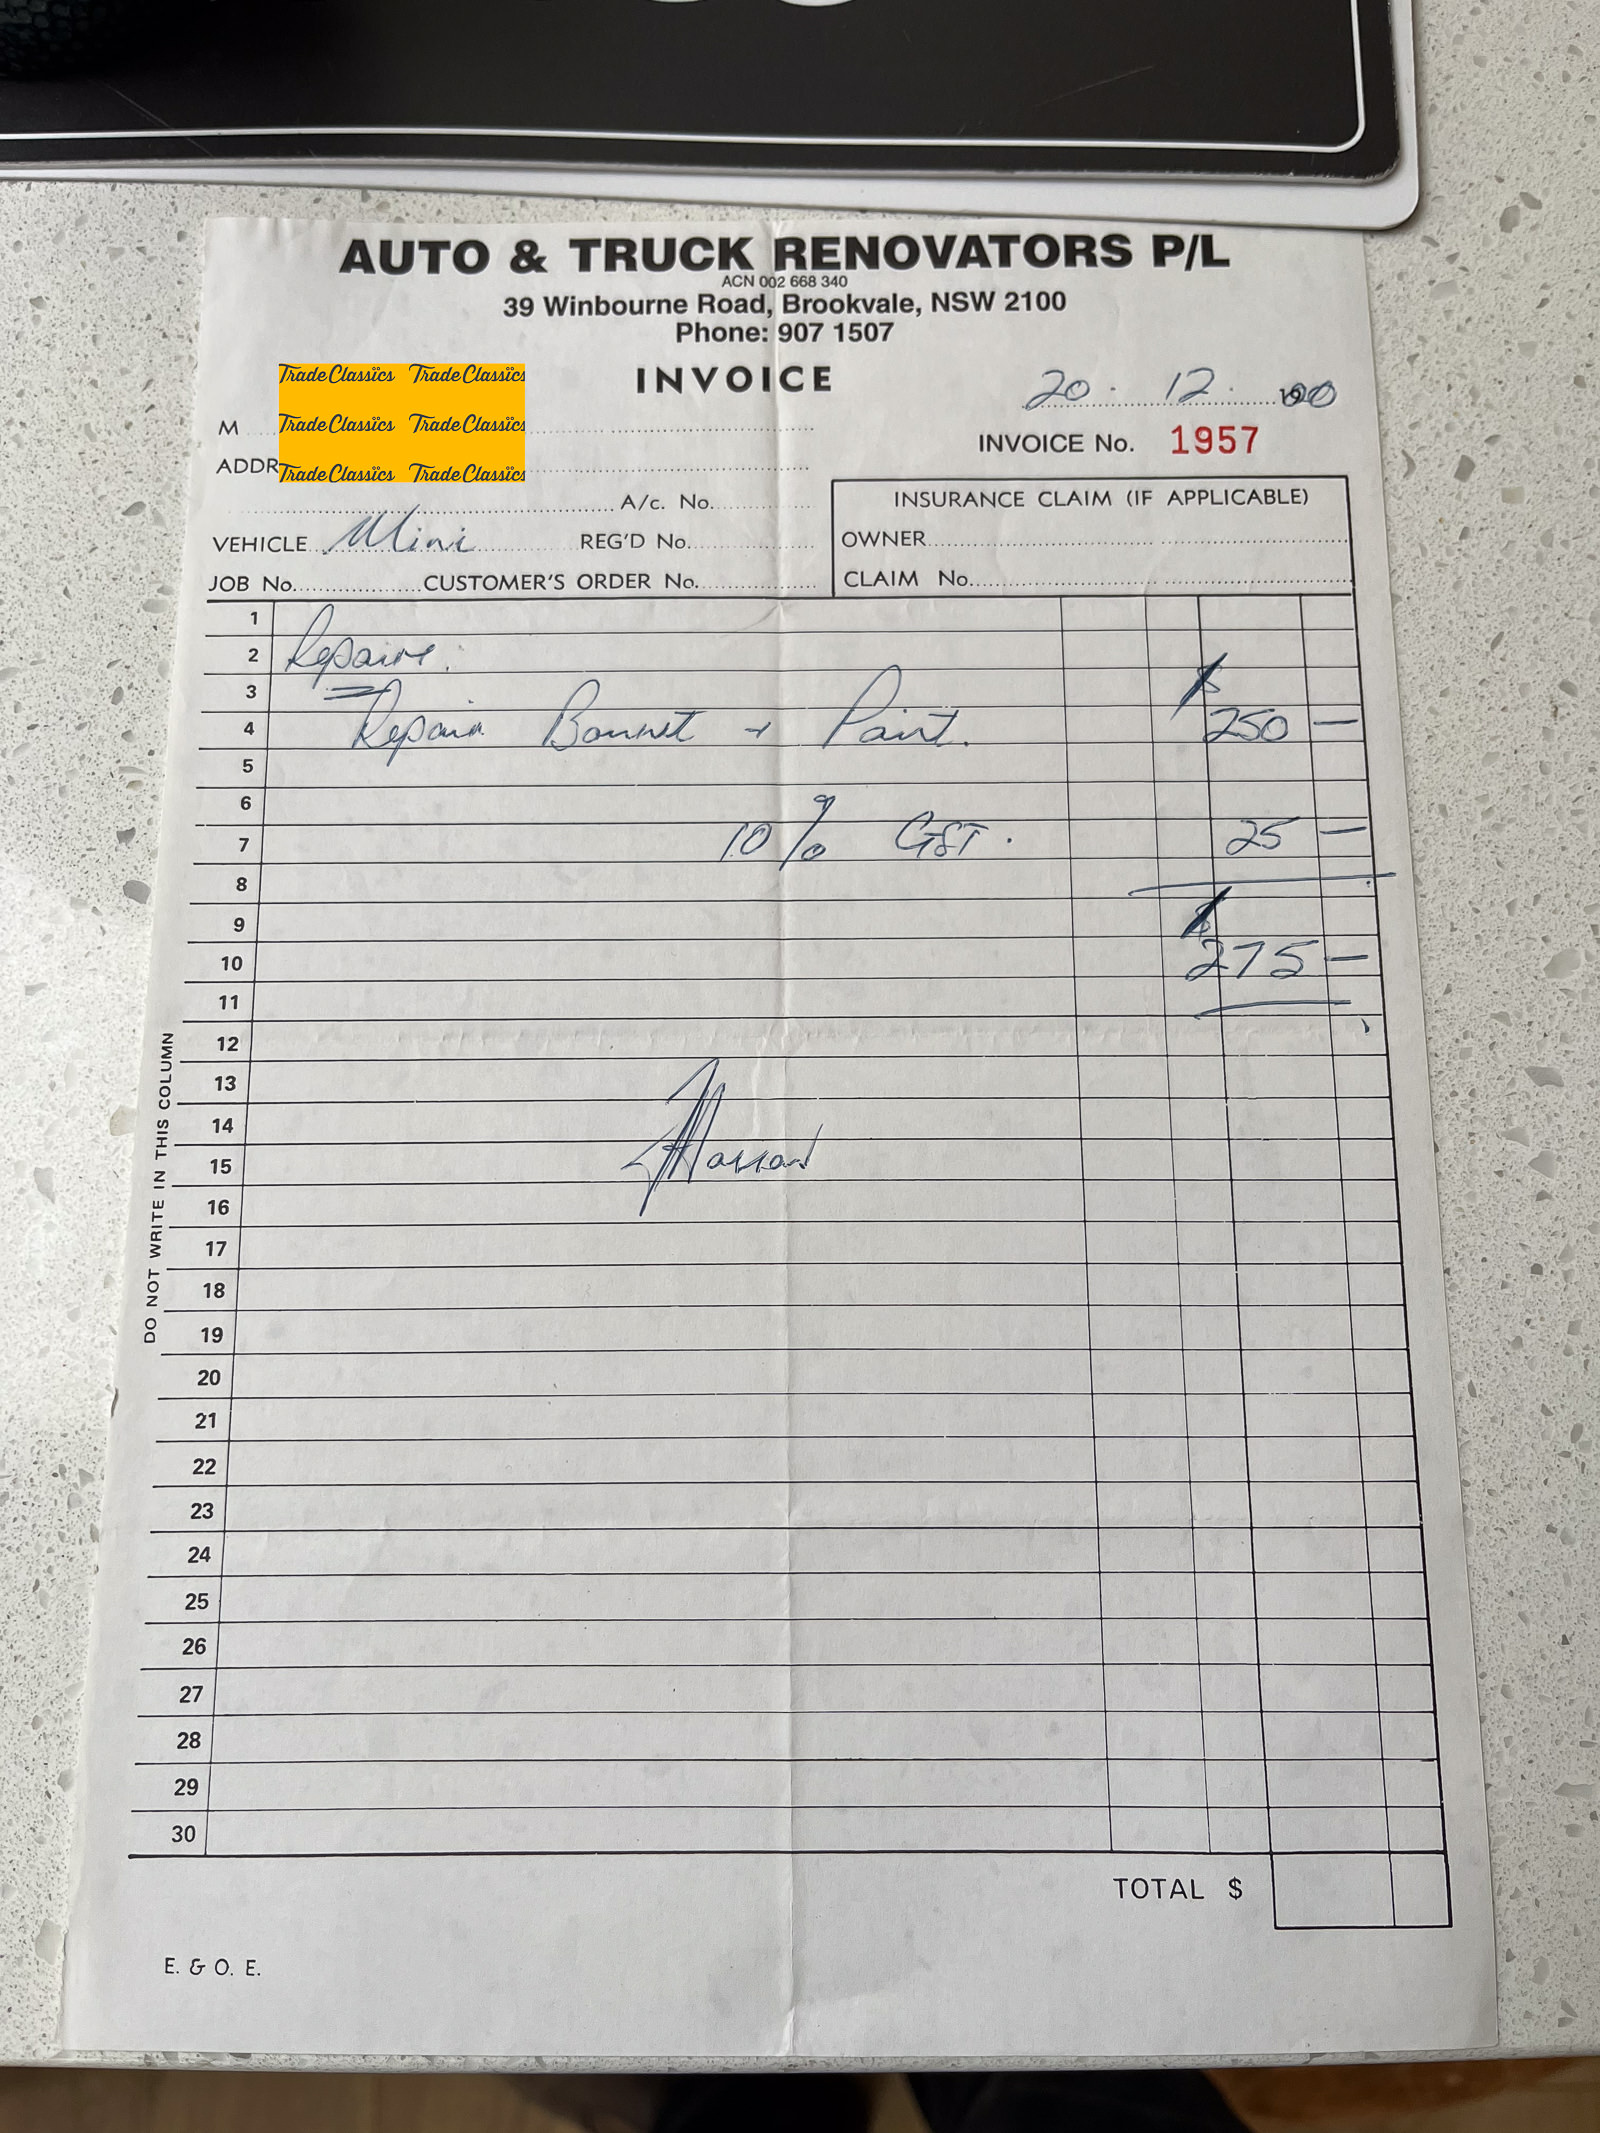 AUTO & TRUCK RENOVATORS P/L
ACN 002 668 340
39 Winbourne Road, Brookvale, NSW 2100
Phone: 907 1507
INVOICE
20 . 12 .
Trade Classics Trade Classics
Trade Classics Trade Classics
Trade Classics Trade Classics
M
ADDR
INVOICE No. 1957
A/c. No.
VEHICLE Mini REG'D No.
JOB No. CUSTOMER'S ORDER No.
INSURANCE CLAIM (IF APPLICABLE)
OWNER
CLAIM No.
DO NOT WRITE IN THIS COLUMN
1
2 Repairs.
3 $
4 Repair Bonnet + Paint. 250 —
5
6
7 10% GST. 25 —
8
9 $
10 275 —
11
12
13
14
15
16
17
18
19
20
21
22
23
24
25
26
27
28
29
30
TOTAL $
E. & O. E.